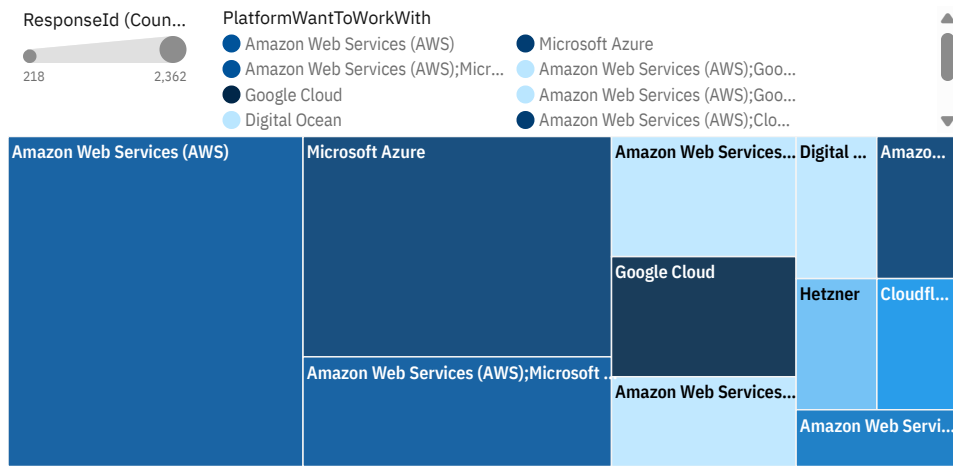 ResponseId (Coun...
218
2,362
PlatformWantToWorkWith
Amazon Web Services (AWS)
Microsoft Azure
Amazon Web Services (AWS);Micr...
Amazon Web Services (AWS);Goo...
Google Cloud
Amazon Web Services (AWS);Goo...
Digital Ocean
Amazon Web Services (AWS);Clo...
Amazon Web Services (AWS)
Microsoft Azure
Amazon Web Services (AWS);Microsoft ...
Amazon Web Services...
Google Cloud
Amazon Web Services...
Digital ...
Amazo...
Hetzner
Cloudfl...
Amazon Web Servi...